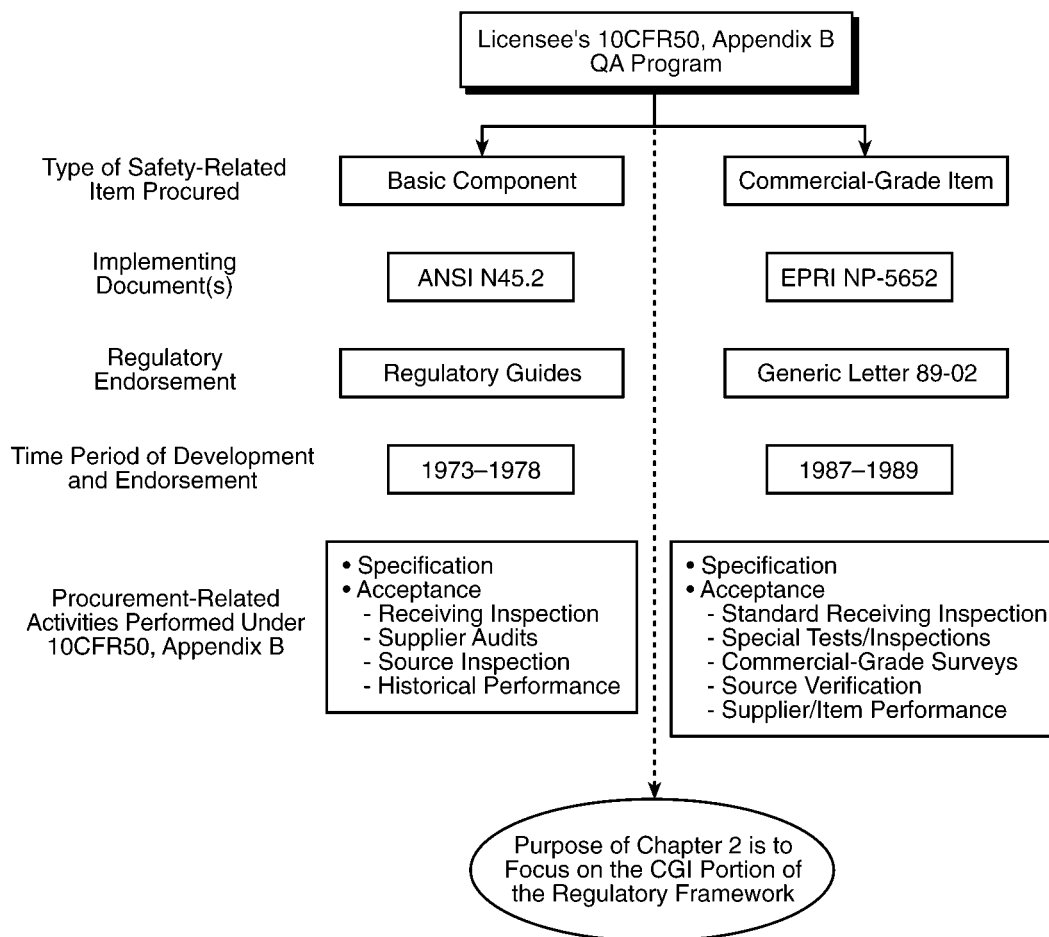 Licensee's 10CFR50, Appendix B
QA Program
Type of Safety-Related
Item Procured
Basic Component
Commercial-Grade Item
Implementing
Document(s)
ANSI N45.2
EPRI NP-5652
Regulatory
Endorsement
Regulatory Guides
Generic Letter 89-02
Time Period of Development
and Endorsement
1973–1978
1987–1989
Procurement-Related
Activities Performed Under
10CFR50, Appendix B
• Specification
• Acceptance
- Receiving Inspection
- Supplier Audits
- Source Inspection
- Historical Performance
• Specification
• Acceptance
- Standard Receiving Inspection
- Special Tests/Inspections
- Commercial-Grade Surveys
- Source Verification
- Supplier/Item Performance
Purpose of Chapter 2 is to
Focus on the CGI Portion of
the Regulatory Framework